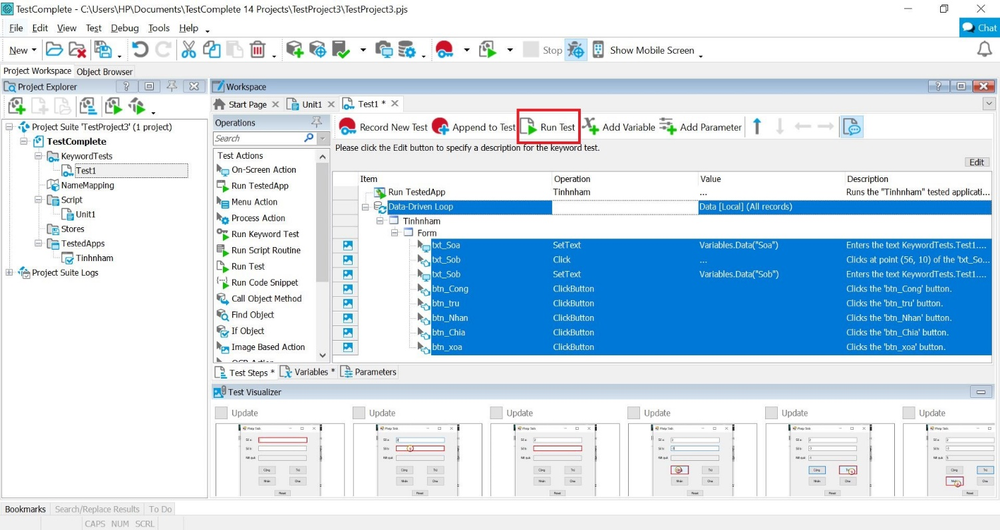 TestComplete - C:\Users\HP\Documents\TestComplete 14 Projects\TestProject3\TestProject3.pjs
File Edit View Test Debug Tools Help
Chat
New Stop Show Mobile Screen
Project Workspace Object Browser
Project Explorer
Project Suite 'TestProject3' (1 project)
TestComplete
KeywordTests
Test1
NameMapping
Script
Unit1
Stores
TestedApps
Tinhnham
Project Suite Logs
Workspace
Start Page Unit1 Test1 *
Operations
Search
Test Actions
On-Screen Action
Run TestedApp
Menu Action
Process Action
Run Keyword Test
Run Script Routine
Run Test
Run Code Snippet
Call Object Method
Find Object
If Object
Image Based Action
Record New Test Append to Test Run Test Add Variable Add Parameter
Please click the Edit button to specify a description for the keyword test.
Edit
Item Operation Value Description
Run TestedApp Tinhnham ... Runs the "Tinhnham" tested applicati...
Data-Driven Loop Data [Local] (All records)
Tinhnham
Form
txt_Soa SetText Variables.Data("Soa") Enters the text KeywordTests.Test1....
txt_Sob Click ... Clicks at point (56, 10) of the 'txt_So...
txt_Sob SetText Variables.Data("Sob") Enters the text KeywordTests.Test1....
btn_Cong ClickButton Clicks the 'btn_Cong' button.
btn_tru ClickButton Clicks the 'btn_tru' button.
btn_Nhan ClickButton Clicks the 'btn_Nhan' button.
btn_Chia ClickButton Clicks the 'btn_Chia' button.
btn_xoa ClickButton Clicks the 'btn_xoa' button.
Test Steps * Variables * Parameters
Test Visualizer
Update Update Update Update Update Update
Bookmarks Search/Replace Results To Do
CAPS NUM SCRL